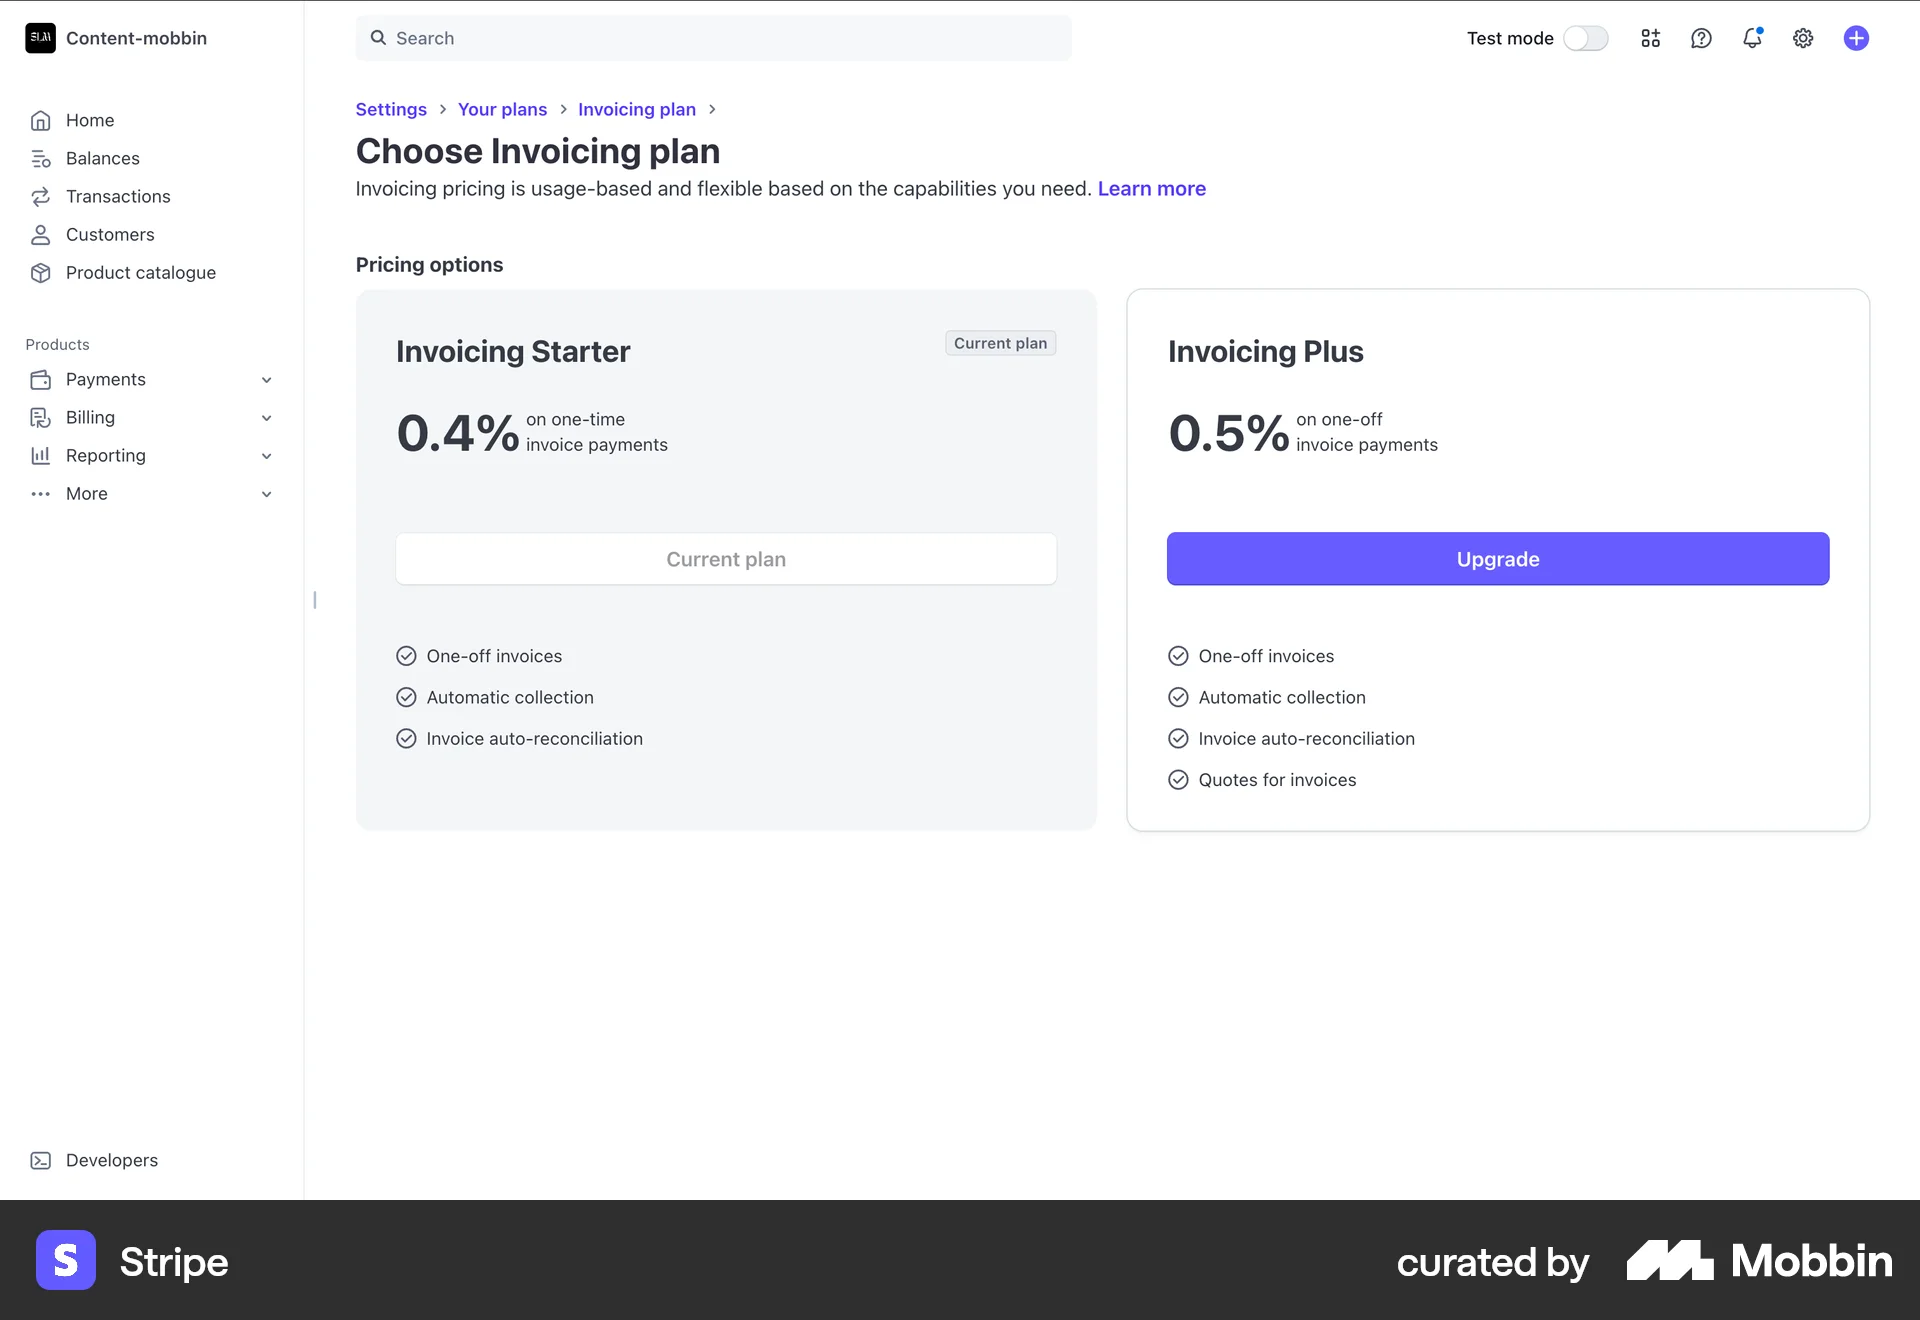 SLM
Content-mobbin
Search
Test mode
Home
Balances
Transactions
Customers
Product catalogue
Products
Payments
Billing
Reporting
More
Developers
Settings > Your plans > Invoicing plan >
Choose Invoicing plan
Invoicing pricing is usage-based and flexible based on the capabilities you need. Learn more
Pricing options
Invoicing Starter
Current plan
0.4% on one-time
invoice payments
Current plan
One-off invoices
Automatic collection
Invoice auto-reconciliation
Invoicing Plus
0.5% on one-off
invoice payments
Upgrade
One-off invoices
Automatic collection
Invoice auto-reconciliation
Quotes for invoices
S Stripe
curated by Mobbin